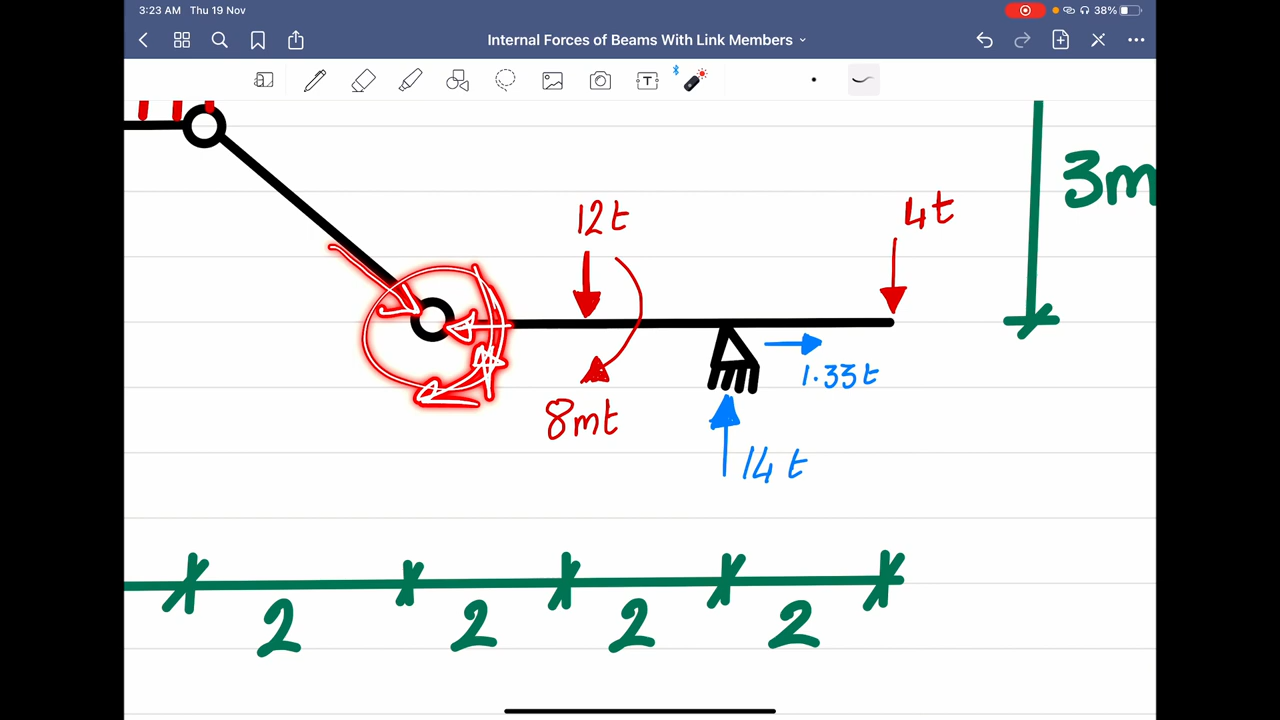 3:23 AM Thu 19 Nov
38%
Internal Forces of Beams With Link Members
T
3m
12t
4t
1.33t
8mt
14t
2
2
2
2